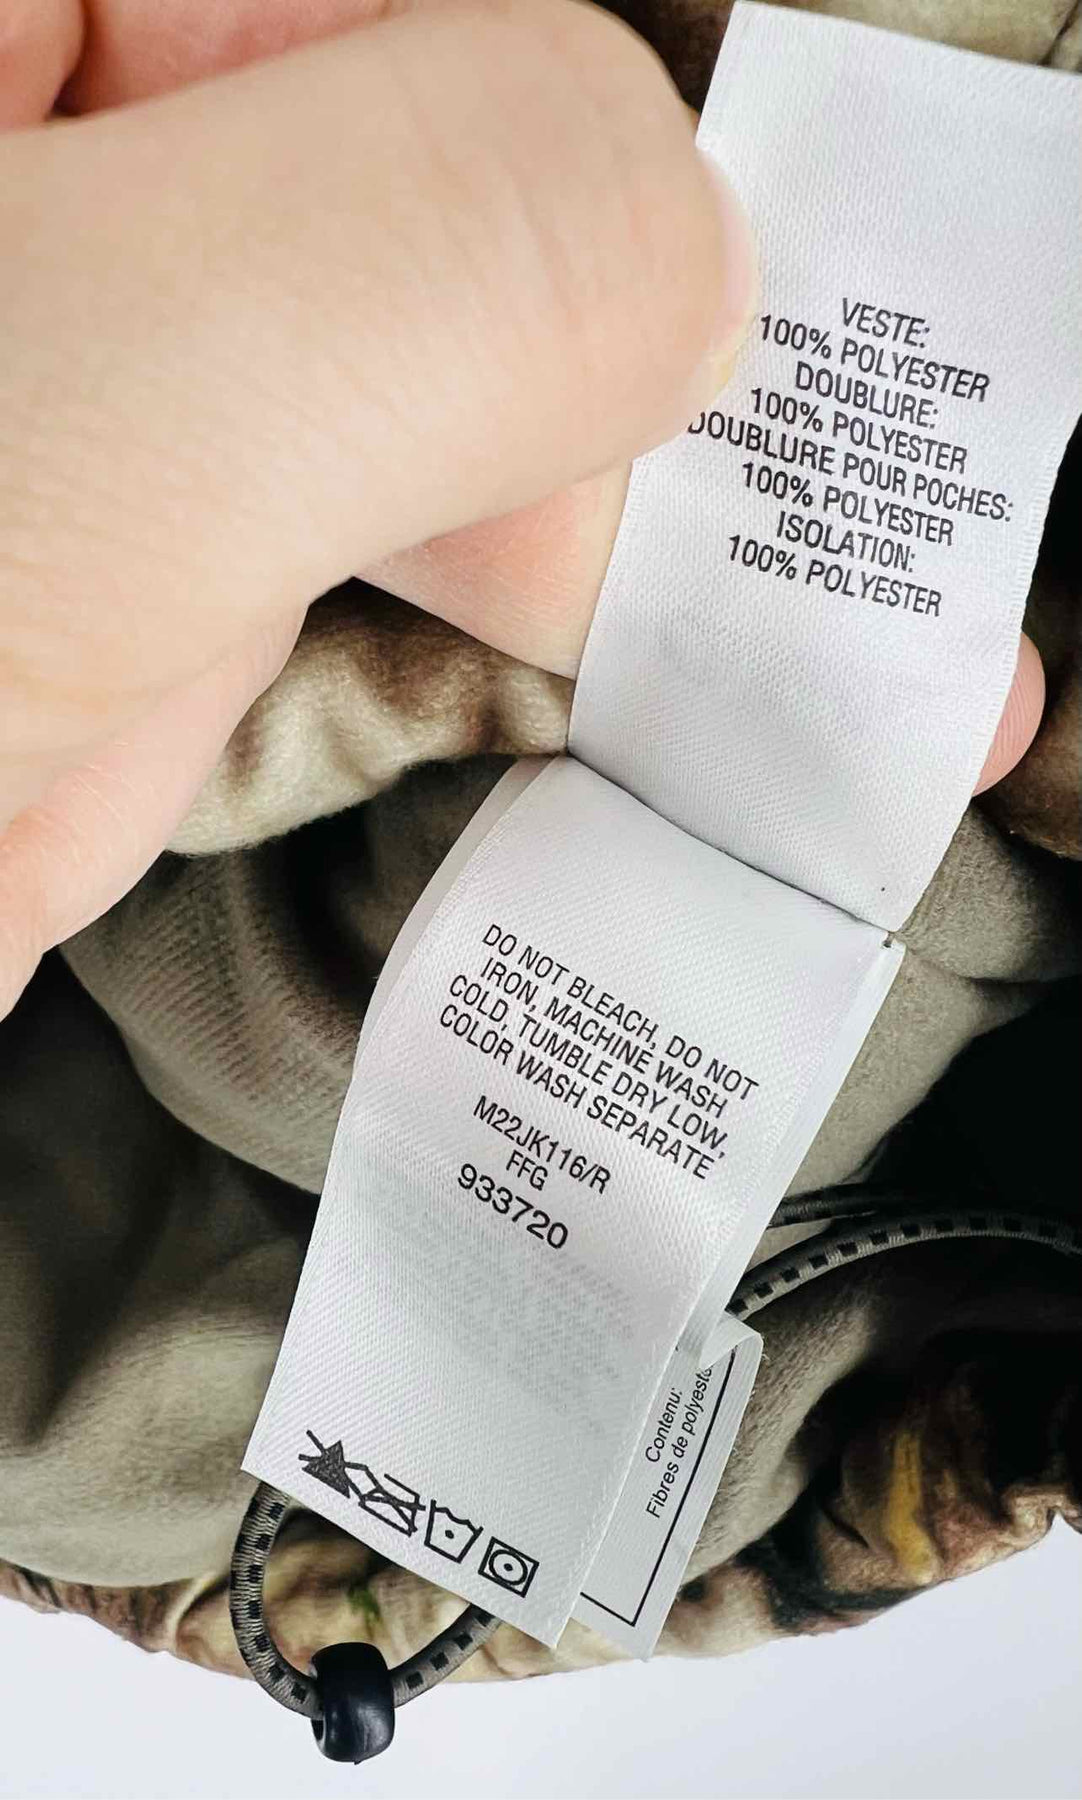 VESTE:
100% POLYESTER
DOUBLURE:
100% POLYESTER
DOUBLURE POUR POCHES:
100% POLYESTER
ISOLATION:
100% POLYESTER
DO NOT BLEACH, DO NOT
IRON, MACHINE WASH
COLD, TUMBLE DRY LOW,
COLOR WASH SEPARATE
M22JK116/R
FFG
933720
Contenu:
Fibres de